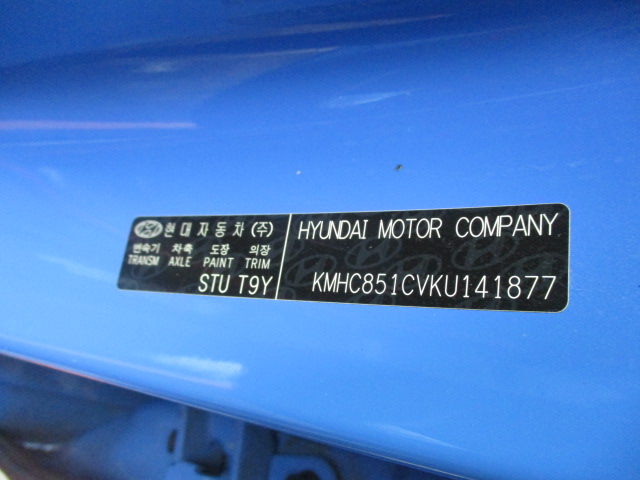 현대자동차(주)
변속기 차축 도장 의장
TRANSM AXLE PAINT TRIM
STU T9Y
HYUNDAI MOTOR COMPANY
KMHC851CVKU141877